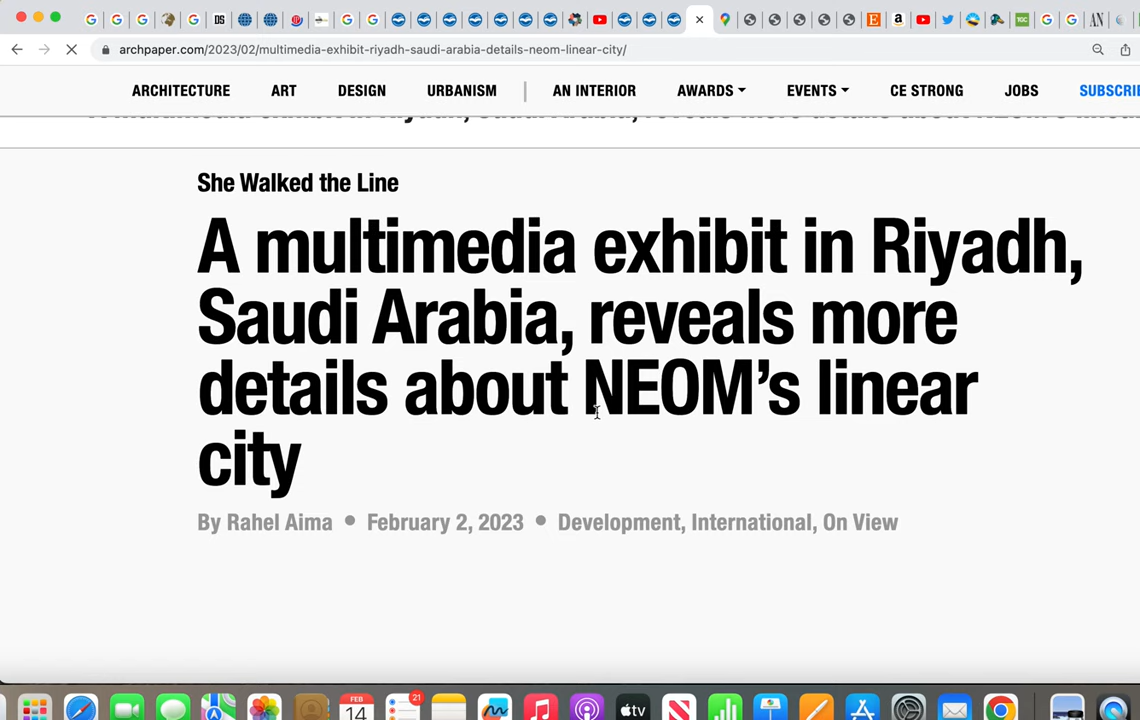 archpaper.com/2023/02/multimedia-exhibit-riyadh-saudi-arabia-details-neom-linear-city/
ARCHITECTURE ART DESIGN URBANISM AN INTERIOR AWARDS EVENTS CE STRONG JOBS SUBSCRI
She Walked the Line
A multimedia exhibit in Riyadh,
Saudi Arabia, reveals more
details about NEOM’s linear
city
By Rahel Aima • February 2, 2023 • Development, International, On View
FEB 21
14 tv